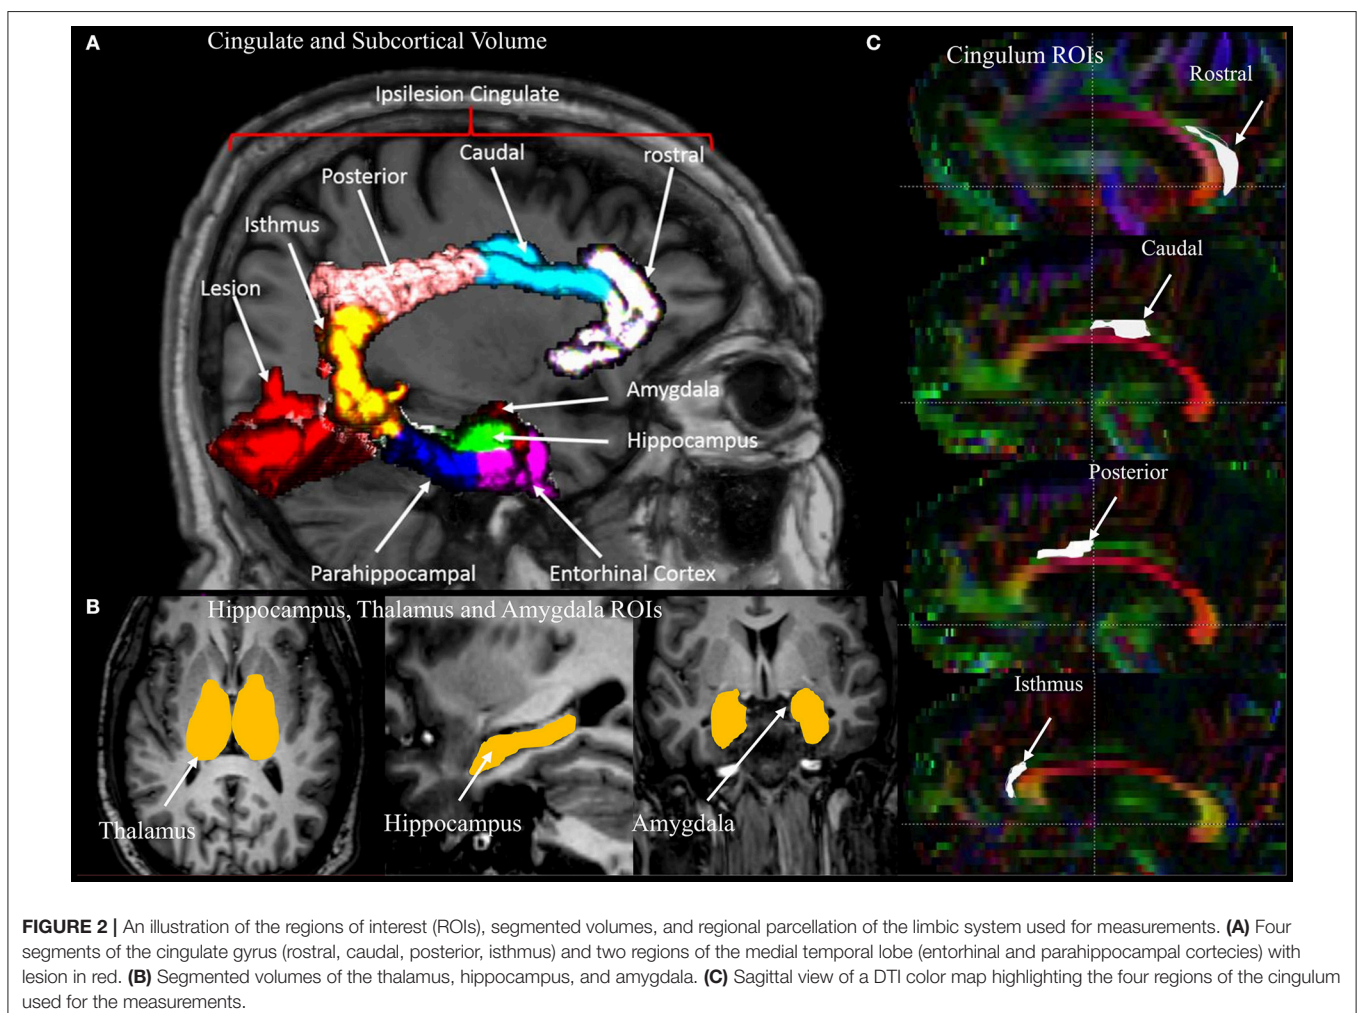 A
Cingulate and Subcortical Volume
Ipsilesion Cingulate
Caudal
rostral
Posterior
Isthmus
Lesion
Amygdala
Hippocampus
Parahippocampal
Entorhinal Cortex
B
Hippocampus, Thalamus and Amygdala ROIs
Thalamus
Hippocampus
Amygdala
C
Cingulum ROIs
Rostral
Caudal
Posterior
Isthmus
FIGURE 2 | An illustration of the regions of interest (ROIs), segmented volumes, and regional parcellation of the limbic system used for measurements. (A) Four
segments of the cingulate gyrus (rostral, caudal, posterior, isthmus) and two regions of the medial temporal lobe (entorhinal and parahippocampal cortecies) with
lesion in red. (B) Segmented volumes of the thalamus, hippocampus, and amygdala. (C) Sagittal view of a DTI color map highlighting the four regions of the cingulum
used for the measurements.